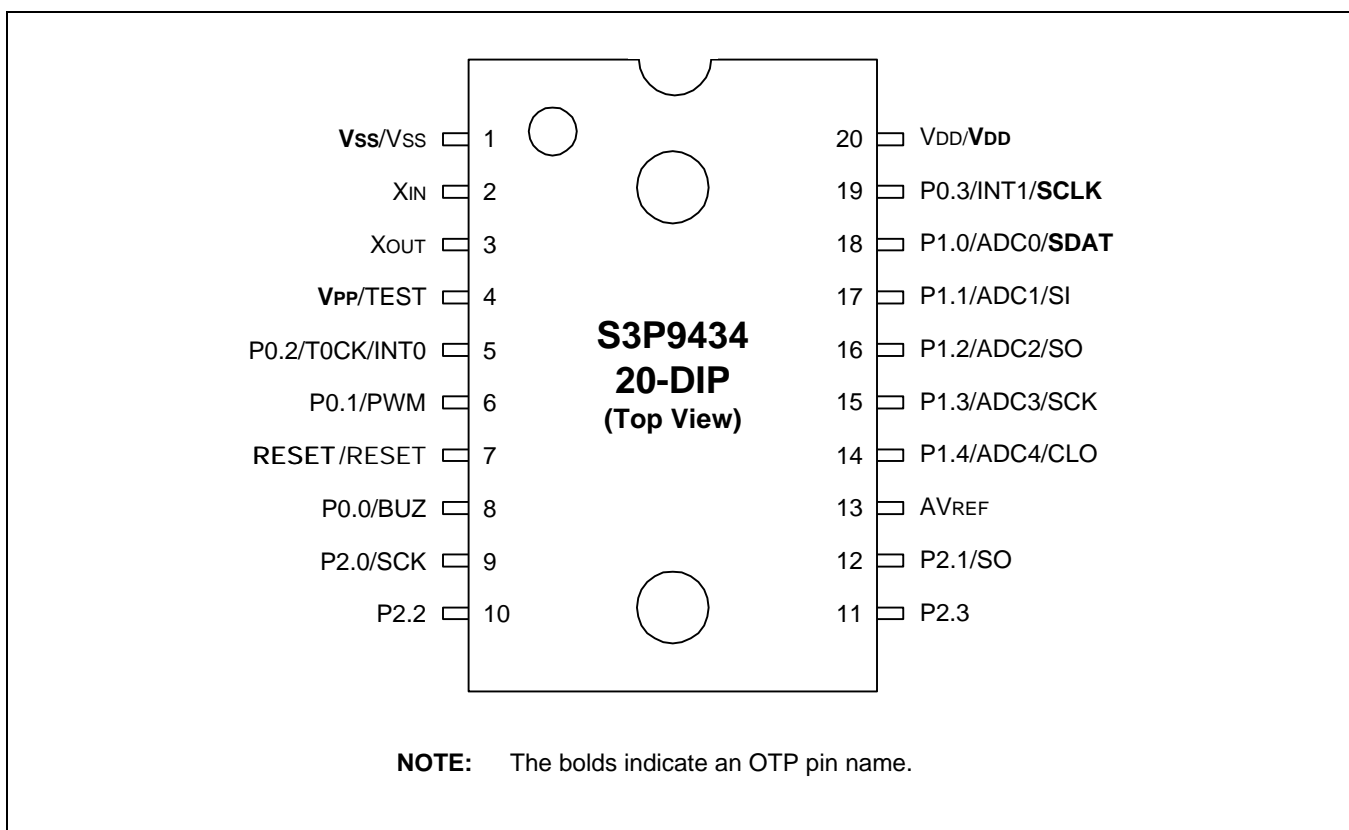 Vss/Vss 1
XIN 2
XOUT 3
VPP/TEST 4
P0.2/T0CK/INT0 5
P0.1/PWM 6
RESET/RESET 7
P0.0/BUZ 8
P2.0/SCK 9
P2.2 10
S3P9434
20-DIP
(Top View)
20 VDD/VDD
19 P0.3/INT1/SCLK
18 P1.0/ADC0/SDAT
17 P1.1/ADC1/SI
16 P1.2/ADC2/SO
15 P1.3/ADC3/SCK
14 P1.4/ADC4/CLO
13 AVREF
12 P2.1/SO
11 P2.3
NOTE: The bolds indicate an OTP pin name.